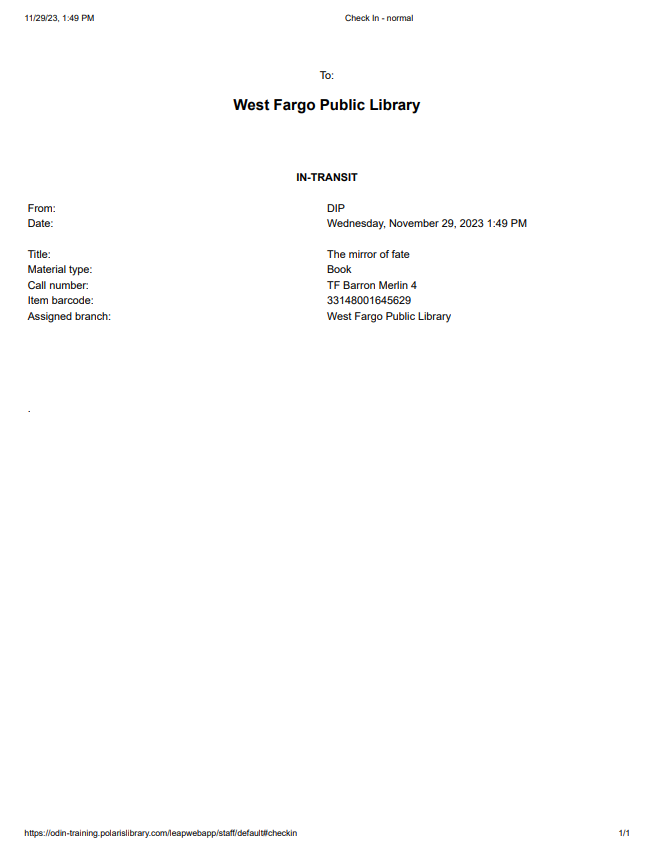 11/29/23, 1:49 PM Check In - normal
To:
West Fargo Public Library
IN-TRANSIT
From: DIP
Date: Wednesday, November 29, 2023 1:49 PM
Title: The mirror of fate
Material type: Book
Call number: TF Barron Merlin 4
Item barcode: 33148001645629
Assigned branch: West Fargo Public Library
.
https://odin-training.polarislibrary.com/leapwebapp/staff/default#checkin 1/1